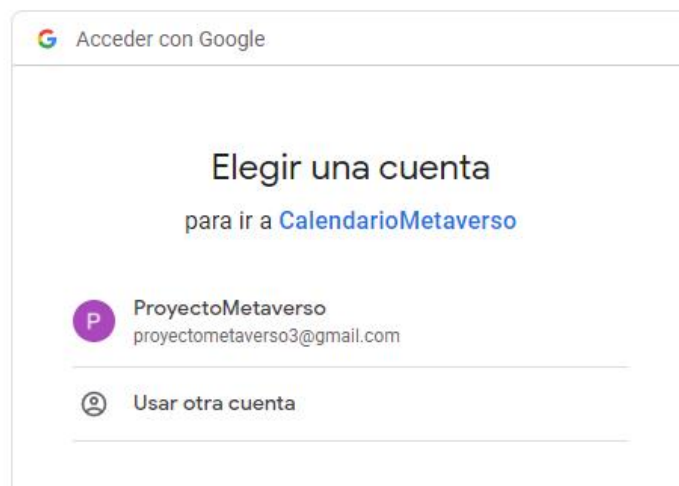 Acceder con Google
Elegir una cuenta
para ir a CalendarioMetaverso
P
ProyectoMetaverso
proyectometaverso3@gmail.com
Usar otra cuenta